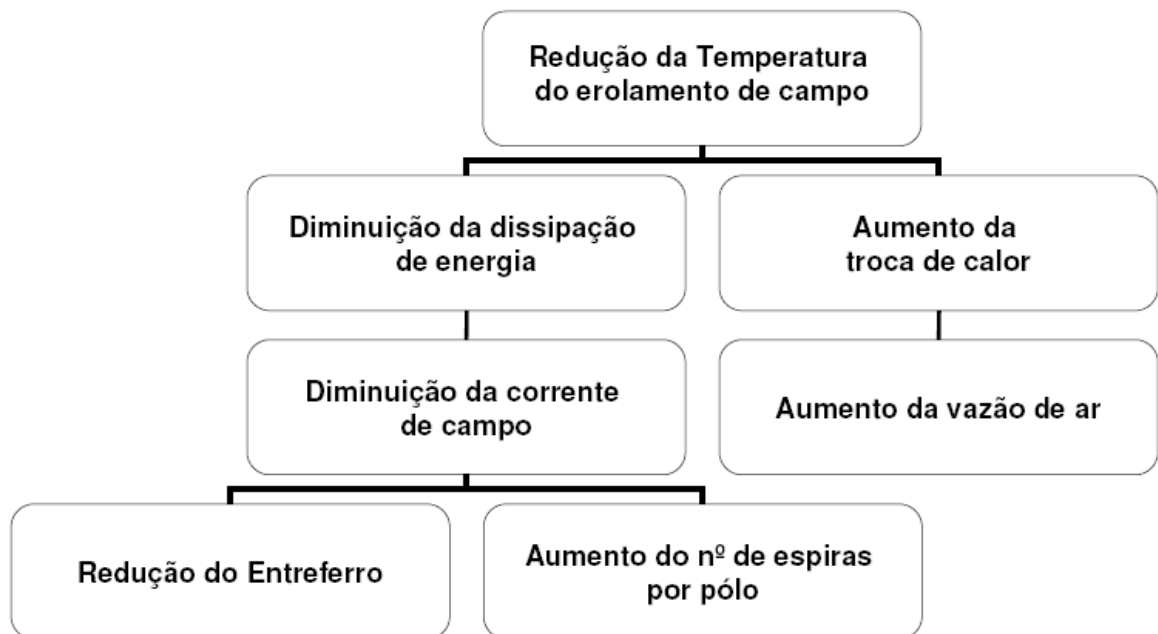 Redução da Temperatura
do erolamento de campo
Diminuição da dissipação
de energia
Aumento da
troca de calor
Diminuição da corrente
de campo
Aumento da vazão de ar
Redução do Entreferro
Aumento do nº de espiras
por pólo